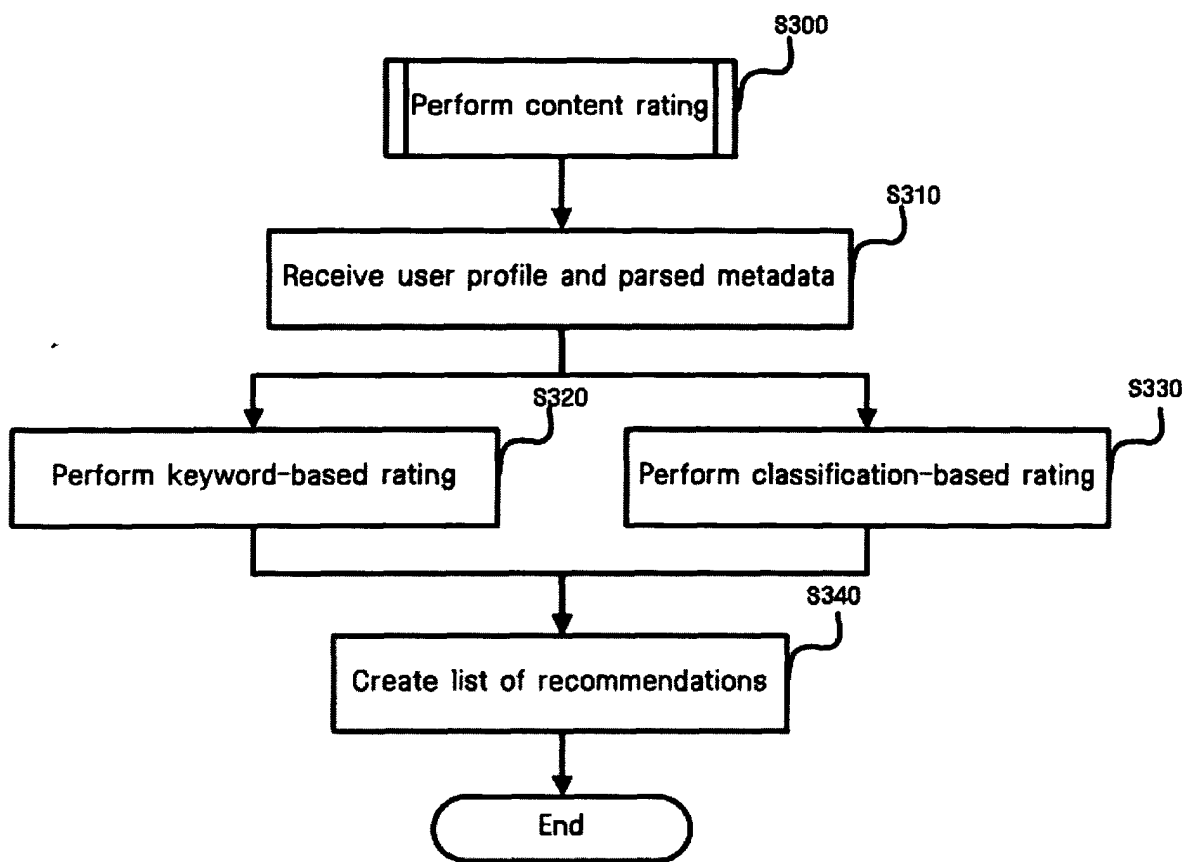 S300
Perform content rating
S310
Receive user profile and parsed metadata
S320
S330
Perform keyword-based rating
Perform classification-based rating
S340
Create list of recommendations
End